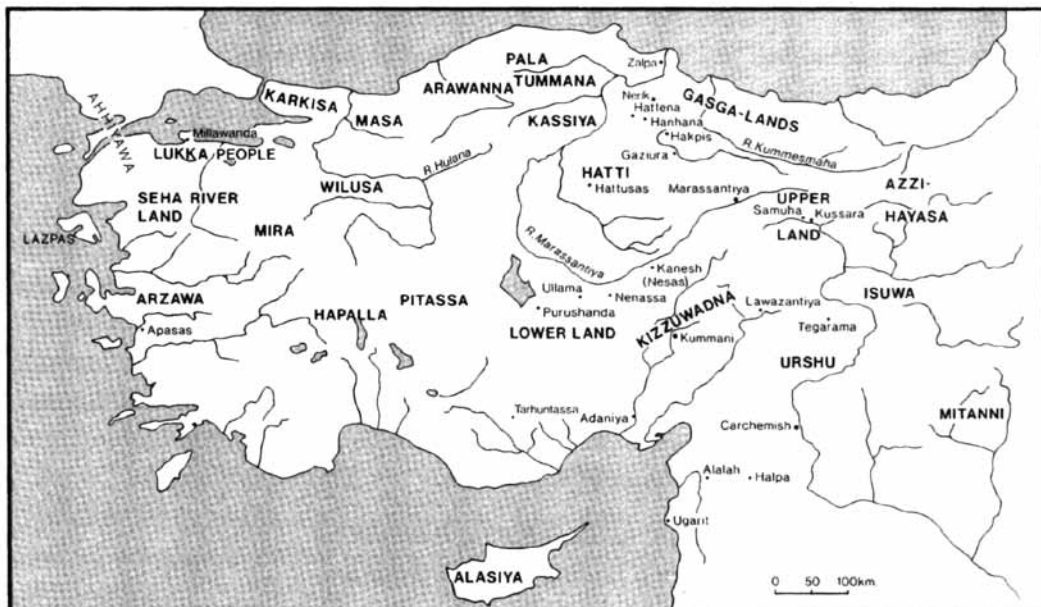 PALA
Zalpa
TUMMANA
ARAWANNA
KARKISA
MASA
AHHIYAWA
Millawanda
LUKKA PEOPLE
KASSIYA
Nerik
Hattena
Hanhana
Hakpis
Gaziura
GASGA-LANDS
R. Kummesmaha
R. Hulana
WILUSA
HATTI
Hattusas
Marassantiya
UPPER
LAND
Samuha
Kussara
AZZI-
HAYASA
SEHA RIVER
LAND
MIRA
LAZPAS
R. Marassantiya
Kanesh
(Nesas)
ISUWA
ARZAWA
Apasas
HAPALLA
PITASSA
Ullama
Nenassa
Purushanda
LOWER LAND
KIZZUWADNA
Kummani
Lawazantiya
Tegarama
URSHU
MITANNI
Tarhuntassa
Adaniya
Carchemish
Alalah
Halpa
Ugarit
ALASIYA
0 50 100km.